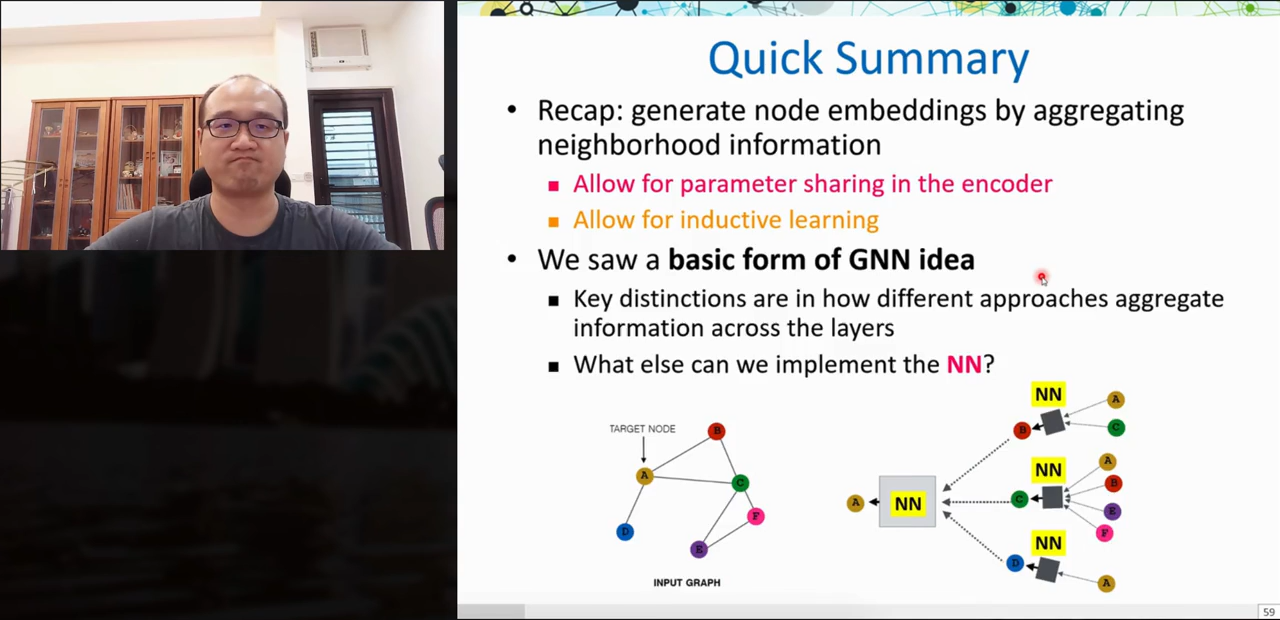 Quick Summary
• Recap: generate node embeddings by aggregating
neighborhood information
▪ Allow for parameter sharing in the encoder
▪ Allow for inductive learning
• We saw a basic form of GNN idea
▪ Key distinctions are in how different approaches aggregate
information across the layers
▪ What else can we implement the NN?
TARGET NODE
B
A
C
F
D
E
INPUT GRAPH
A
NN
NN
B
A
C
NN
C
A
B
E
F
NN
D
A
59